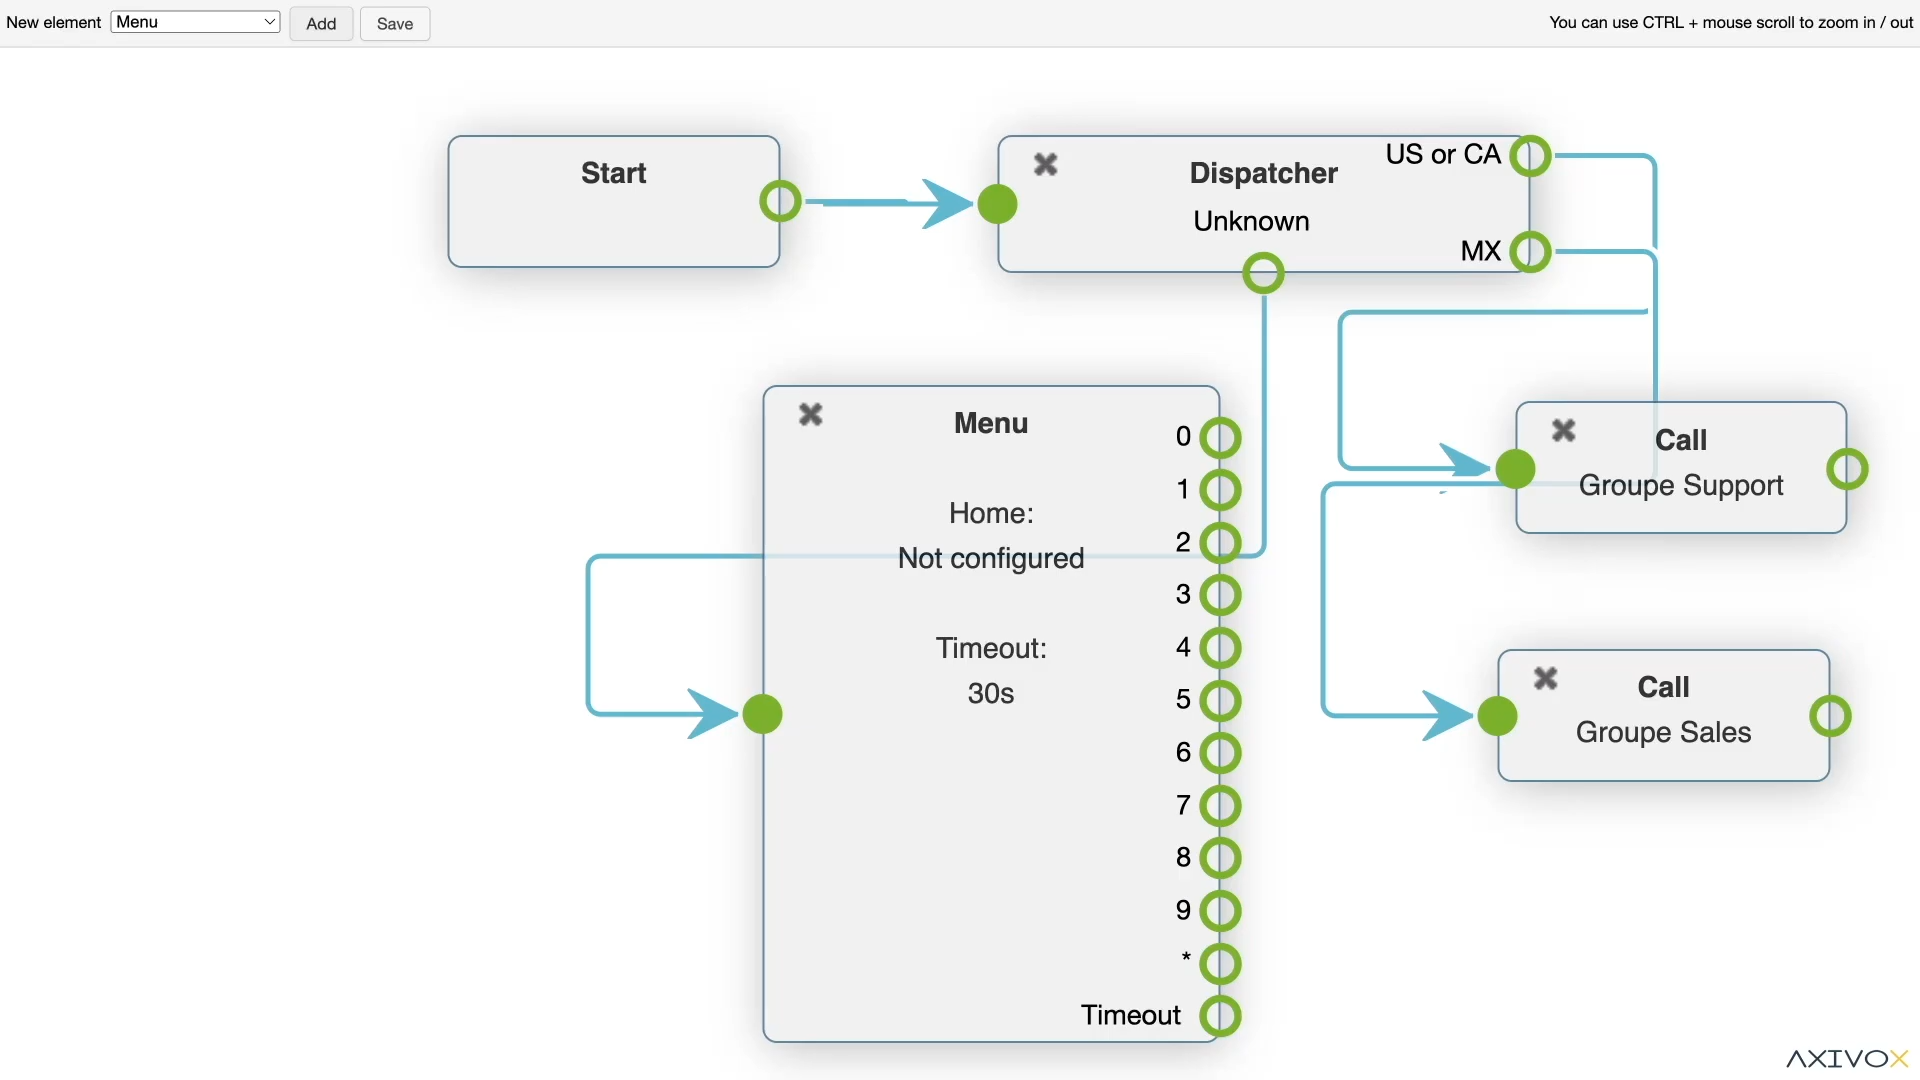 New element Menu Add Save You can use CTRL + mouse scroll to zoom in / out
Start
Dispatcher
US or CA
Unknown
MX
Menu
0
1
Home:
2
Not configured
3
Timeout:
4
30s
5
6
7
8
9
*
Timeout
Call
Groupe Support
Call
Groupe Sales
AXIVOX